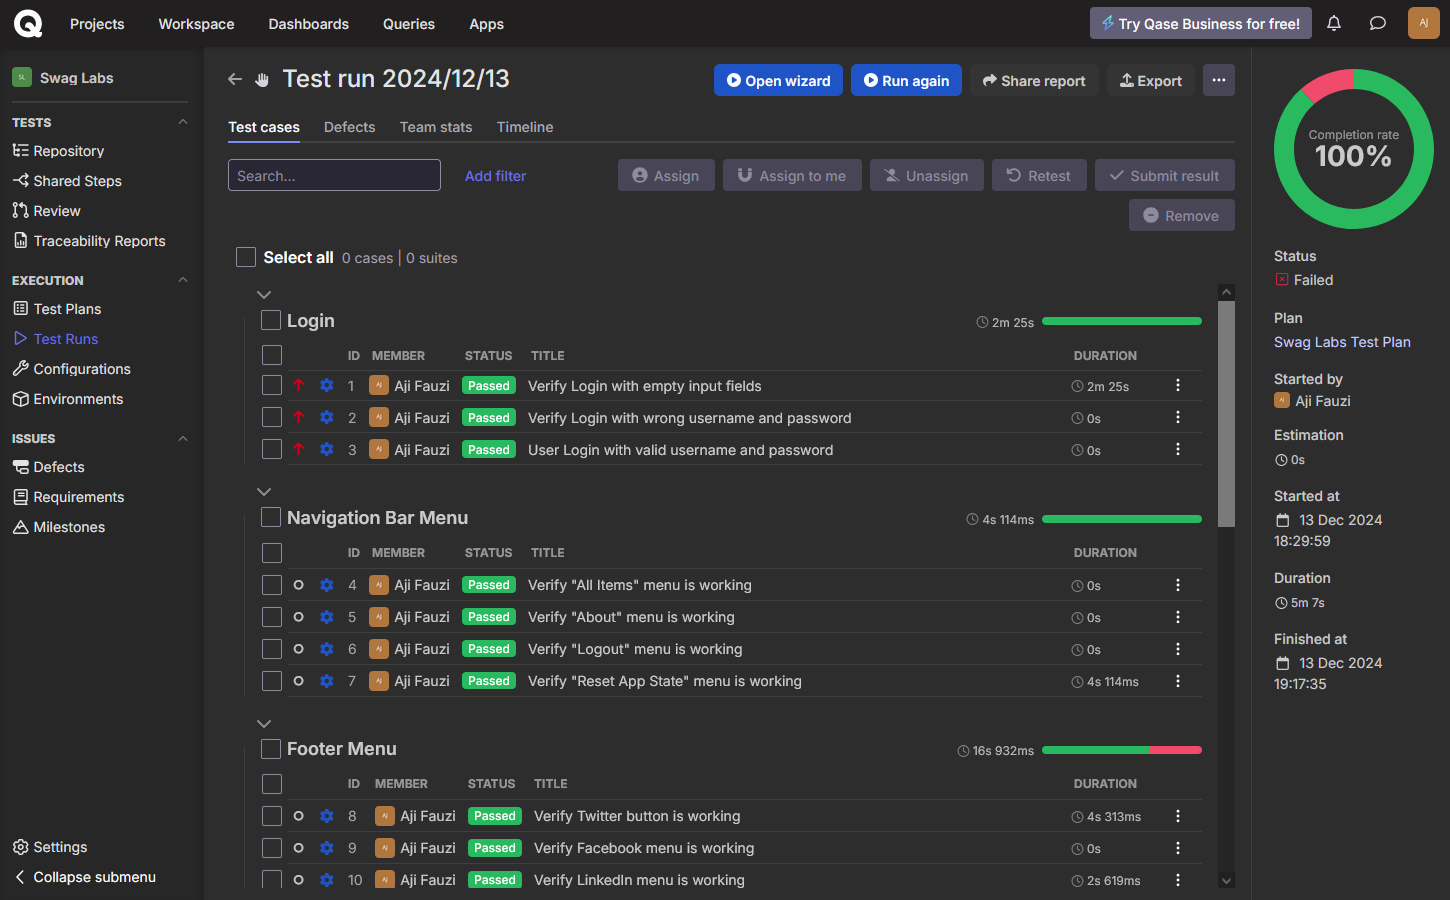 Projects Workspace Dashboards Queries Apps Try Qase Business for free! AJ
SL Swag Labs
TESTS
Repository
Shared Steps
Review
Traceability Reports
EXECUTION
Test Plans
Test Runs
Configurations
Environments
ISSUES
Defects
Requirements
Milestones
Settings
Collapse submenu
Test run 2024/12/13
Open wizard Run again Share report Export
Test cases Defects Team stats Timeline
Search... Add filter Assign Assign to me Unassign Retest Submit result
Remove
Select all 0 cases | 0 suites
Login 2m 25s
ID MEMBER STATUS TITLE DURATION
1 AJ Aji Fauzi Passed Verify Login with empty input fields 2m 25s
2 AJ Aji Fauzi Passed Verify Login with wrong username and password 0s
3 AJ Aji Fauzi Passed User Login with valid username and password 0s
Navigation Bar Menu 4s 114ms
ID MEMBER STATUS TITLE DURATION
4 AJ Aji Fauzi Passed Verify "All Items" menu is working 0s
5 AJ Aji Fauzi Passed Verify "About" menu is working 0s
6 AJ Aji Fauzi Passed Verify "Logout" menu is working 0s
7 AJ Aji Fauzi Passed Verify "Reset App State" menu is working 4s 114ms
Footer Menu 16s 932ms
ID MEMBER STATUS TITLE DURATION
8 AJ Aji Fauzi Passed Verify Twitter button is working 4s 313ms
9 AJ Aji Fauzi Passed Verify Facebook menu is working 0s
10 AJ Aji Fauzi Passed Verify LinkedIn menu is working 2s 619ms
Completion rate
100%
Status
Failed
Plan
Swag Labs Test Plan
Started by
AJ Aji Fauzi
Estimation
0s
Started at
13 Dec 2024
18:29:59
Duration
5m 7s
Finished at
13 Dec 2024
19:17:35